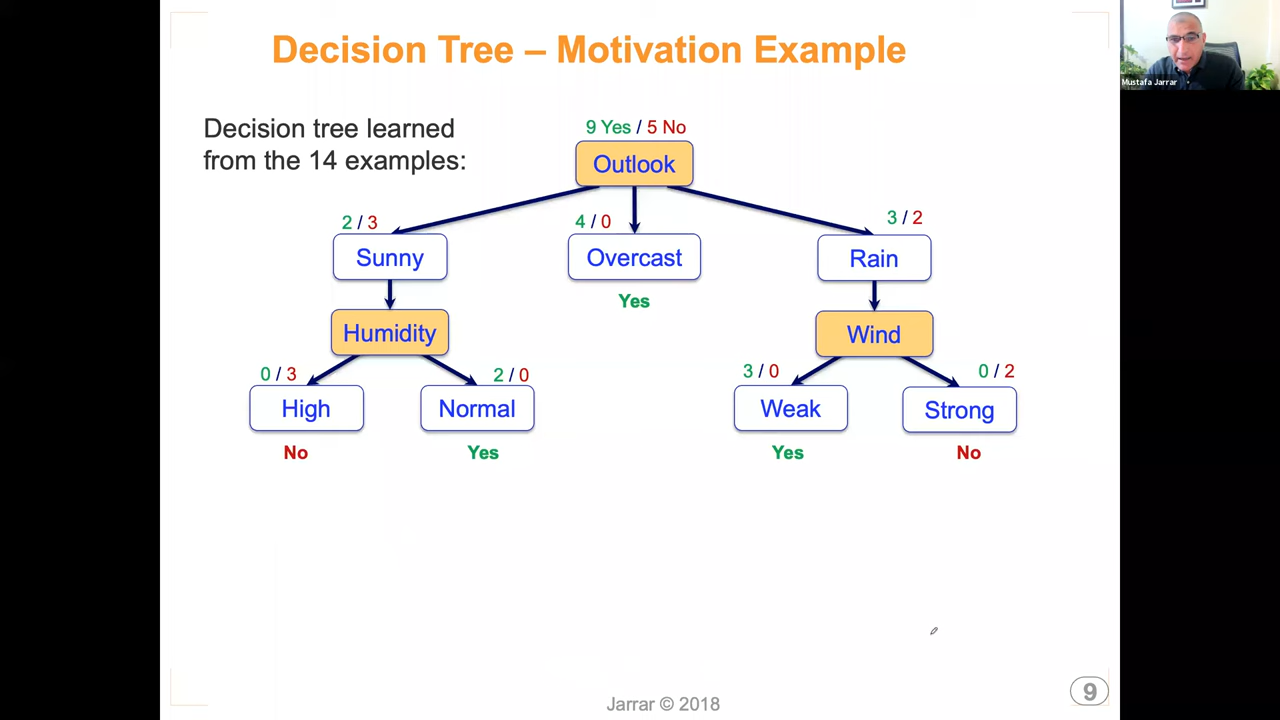 Decision Tree – Motivation Example
Mustafa Jarrar
Decision tree learned
from the 14 examples:
9 Yes / 5 No
Outlook
2 / 3
4 / 0
3 / 2
Sunny
Overcast
Rain
Yes
Humidity
Wind
0 / 3
2 / 0
3 / 0
0 / 2
High
Normal
Weak
Strong
No
Yes
Yes
No
Jarrar © 2018
9